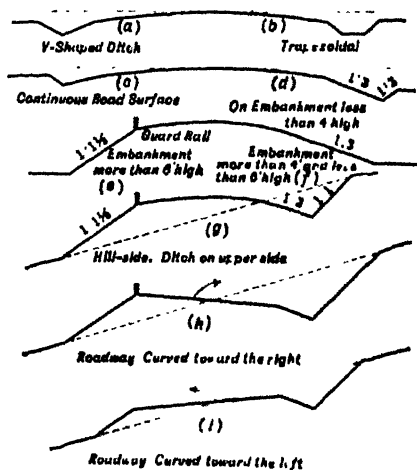 (a) (b)
V-Shaped Ditch Trapezoidal
(c) (d) 1:3 1:3
Continuous Road Surface On Embankment less
than 4 high
1:1½ Guard Rail 1:3
Embankment more than 6' high (e)
Embankment more than 4' and less than 6' high (f)
1:1½ 1:3 1:1
(g)
Hill-side. Ditch on upper side
(h)
Roadway Curved toward the right
(i)
Roadway Curved toward the left